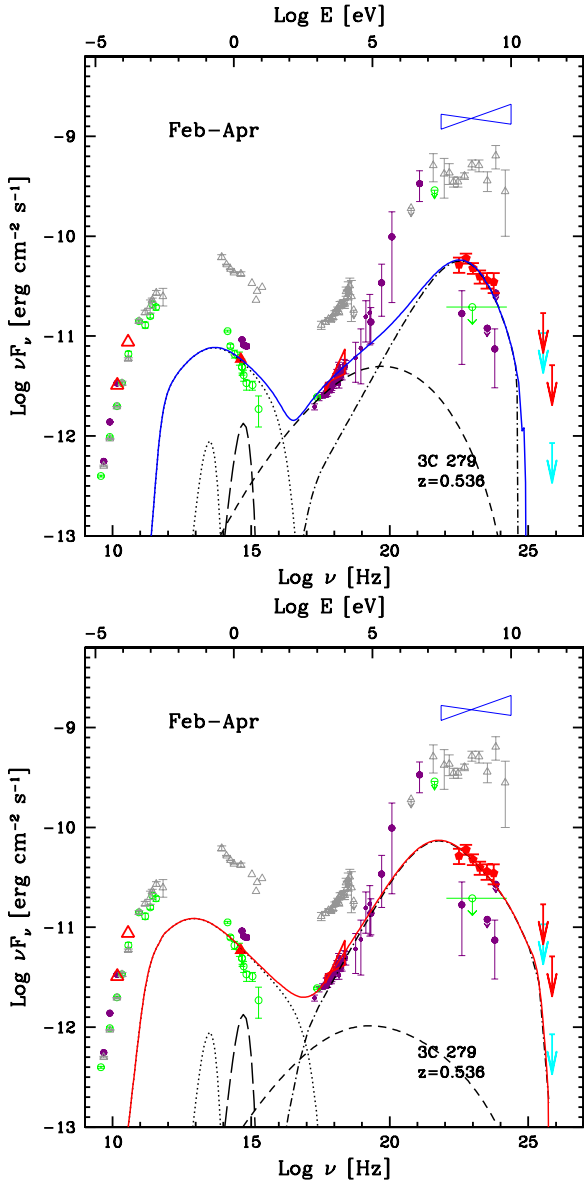 Log E [eV]
-5 0 5 10
Feb-Apr
-9
-10
-11
-12
-13
Log νFν [erg cm⁻² s⁻¹]
3C 279
z=0.536
10 15 20 25
Log ν [Hz]
Log E [eV]
-5 0 5 10
Feb-Apr
-9
-10
-11
-12
-13
Log νFν [erg cm⁻² s⁻¹]
3C 279
z=0.536
10 15 20 25
Log ν [Hz]